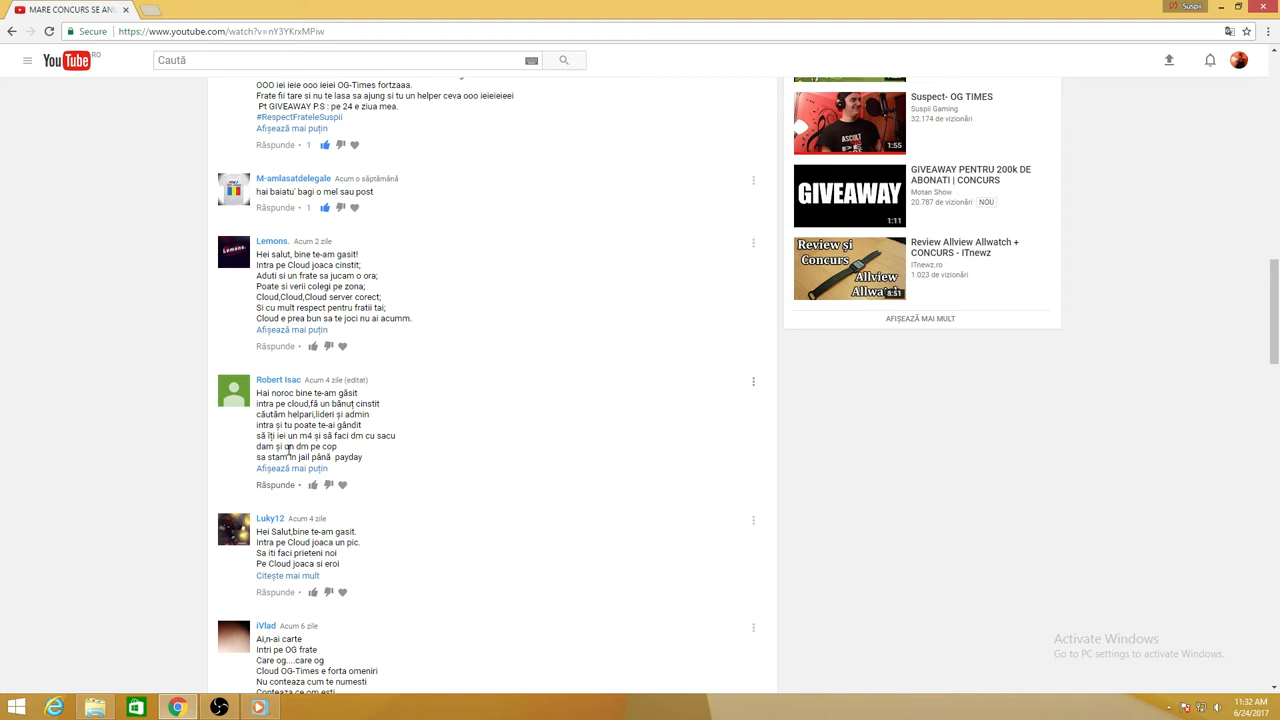 MARE CONCURS SE ANU
Suspii
Secure
https://www.youtube.com/watch?v=nY3YKrxMPiw
YouTube RO
Caută
OOO iei ieie ooo iei OG-Times fortzaaa.
Frate fii tare si nu te lasa sa ajung si tu un helper ceva ooo ieieieieei
Pt GIVEAWAY P.S : pe 24 e ziua mea.
#RespectFrateleSuspii
Afișează mai puțin
Răspunde • 1
M-amlasatdelegale Acum o săptămână
hai baiatu' bagi o mel sau post
Răspunde • 1
Lemons.
Lemons. Acum 2 zile
Hei salut, bine te-am gasit!
Intra pe Cloud joaca cinstit;
Aduti si un frate sa jucam o ora;
Poate si verii colegi pe zona;
Cloud,Cloud,Cloud server corect;
Si cu mult respect pentru fratii tai;
Cloud e prea bun sa te joci nu ai acumm.
Afișează mai puțin
Răspunde •
Robert Isac Acum 4 zile (editat)
Hai noroc bine te-am găsit
intra pe cloud,fă un bănuț cinstit
căutăm helpari,lideri și admin
intra și tu poate te-ai gândit
să îți iei un m4 și să faci dm cu sacu
dam și un dm pe cop
sa stam in jail până payday
Afișează mai puțin
Răspunde •
Luky12 Acum 4 zile
Hei Salut,bine te-am gasit.
Intra pe Cloud joaca un pic.
Sa iti faci prieteni noi
Pe Cloud joaca si eroi
Citește mai mult
Răspunde •
iVlad Acum 6 zile
Ai,n-ai carte
Intri pe OG frate
Care og....care og
Cloud OG-Times e forta omeniri
Nu conteaza cum te numesti
Conteaza ce om esti
ASCULT
1:55
Suspect- OG TIMES
Suspii Gaming
32.174 de vizionări
GIVEAWAY
1:11
GIVEAWAY PENTRU 200k DE
ABONATI | CONCURS
Motan Show
20.787 de vizionări NOU
Review și
Concurs
Allview
Allwatch
8:51
Review Allview Allwatch +
CONCURS - ITnewz
ITnewz.ro
1.023 de vizionări
AFIȘEAZĂ MAI MULT
Activate Windows
Go to PC settings to activate Windows.
11:32 AM
6/24/2017